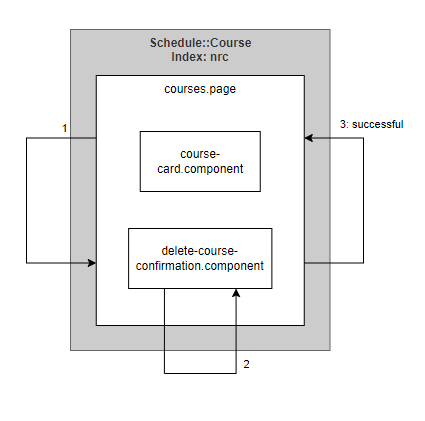 Schedule::Course
Index: nrc
courses.page
1
3: successful
course-
card.component
delete-course-
confirmation.component
2